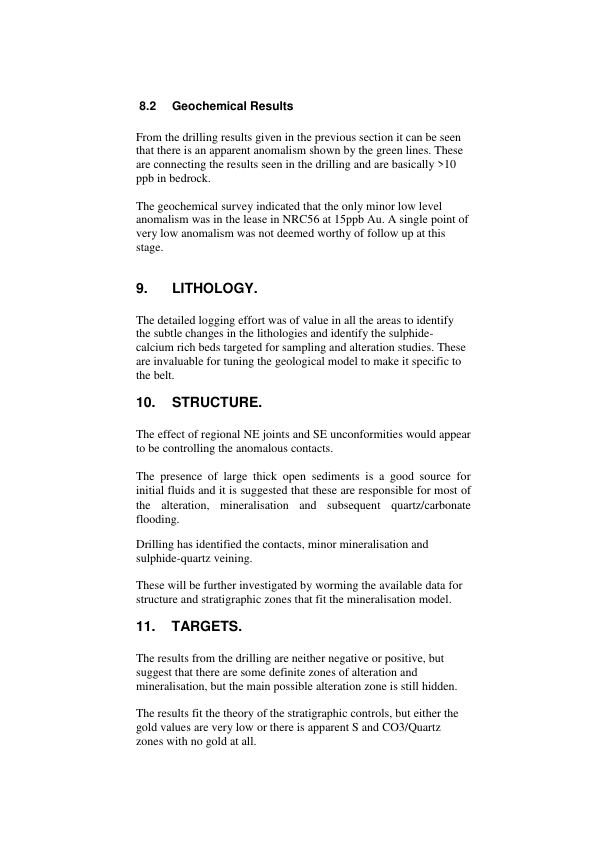 8.2 Geochemical Results
From the drilling results given in the previous section it can be seen
that there is an apparent anomalism shown by the green lines. These
are connecting the results seen in the drilling and are basically >10
ppb in bedrock.
The geochemical survey indicated that the only minor low level
anomalism was in the lease in NRC56 at 15ppb Au. A single point of
very low anomalism was not deemed worthy of follow up at this
stage.
9. LITHOLOGY.
The detailed logging effort was of value in all the areas to identify
the subtle changes in the lithologies and identify the sulphide-
calcium rich beds targeted for sampling and alteration studies. These
are invaluable for tuning the geological model to make it specific to
the belt.
10. STRUCTURE.
The effect of regional NE joints and SE unconformities would appear
to be controlling the anomalous contacts.
The presence of large thick open sediments is a good source for
initial fluids and it is suggested that these are responsible for most of
the alteration, mineralisation and subsequent quartz/carbonate
flooding.
Drilling has identified the contacts, minor mineralisation and
sulphide-quartz veining.
These will be further investigated by worming the available data for
structure and stratigraphic zones that fit the mineralisation model.
11. TARGETS.
The results from the drilling are neither negative or positive, but
suggest that there are some definite zones of alteration and
mineralisation, but the main possible alteration zone is still hidden.
The results fit the theory of the stratigraphic controls, but either the
gold values are very low or there is apparent S and CO3/Quartz
zones with no gold at all.